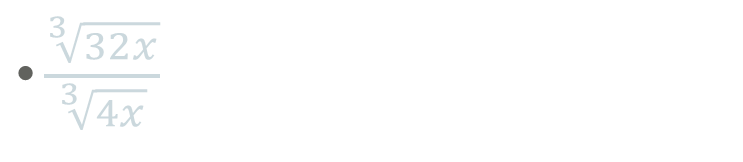 • ∛(32x) / ∛(4x)